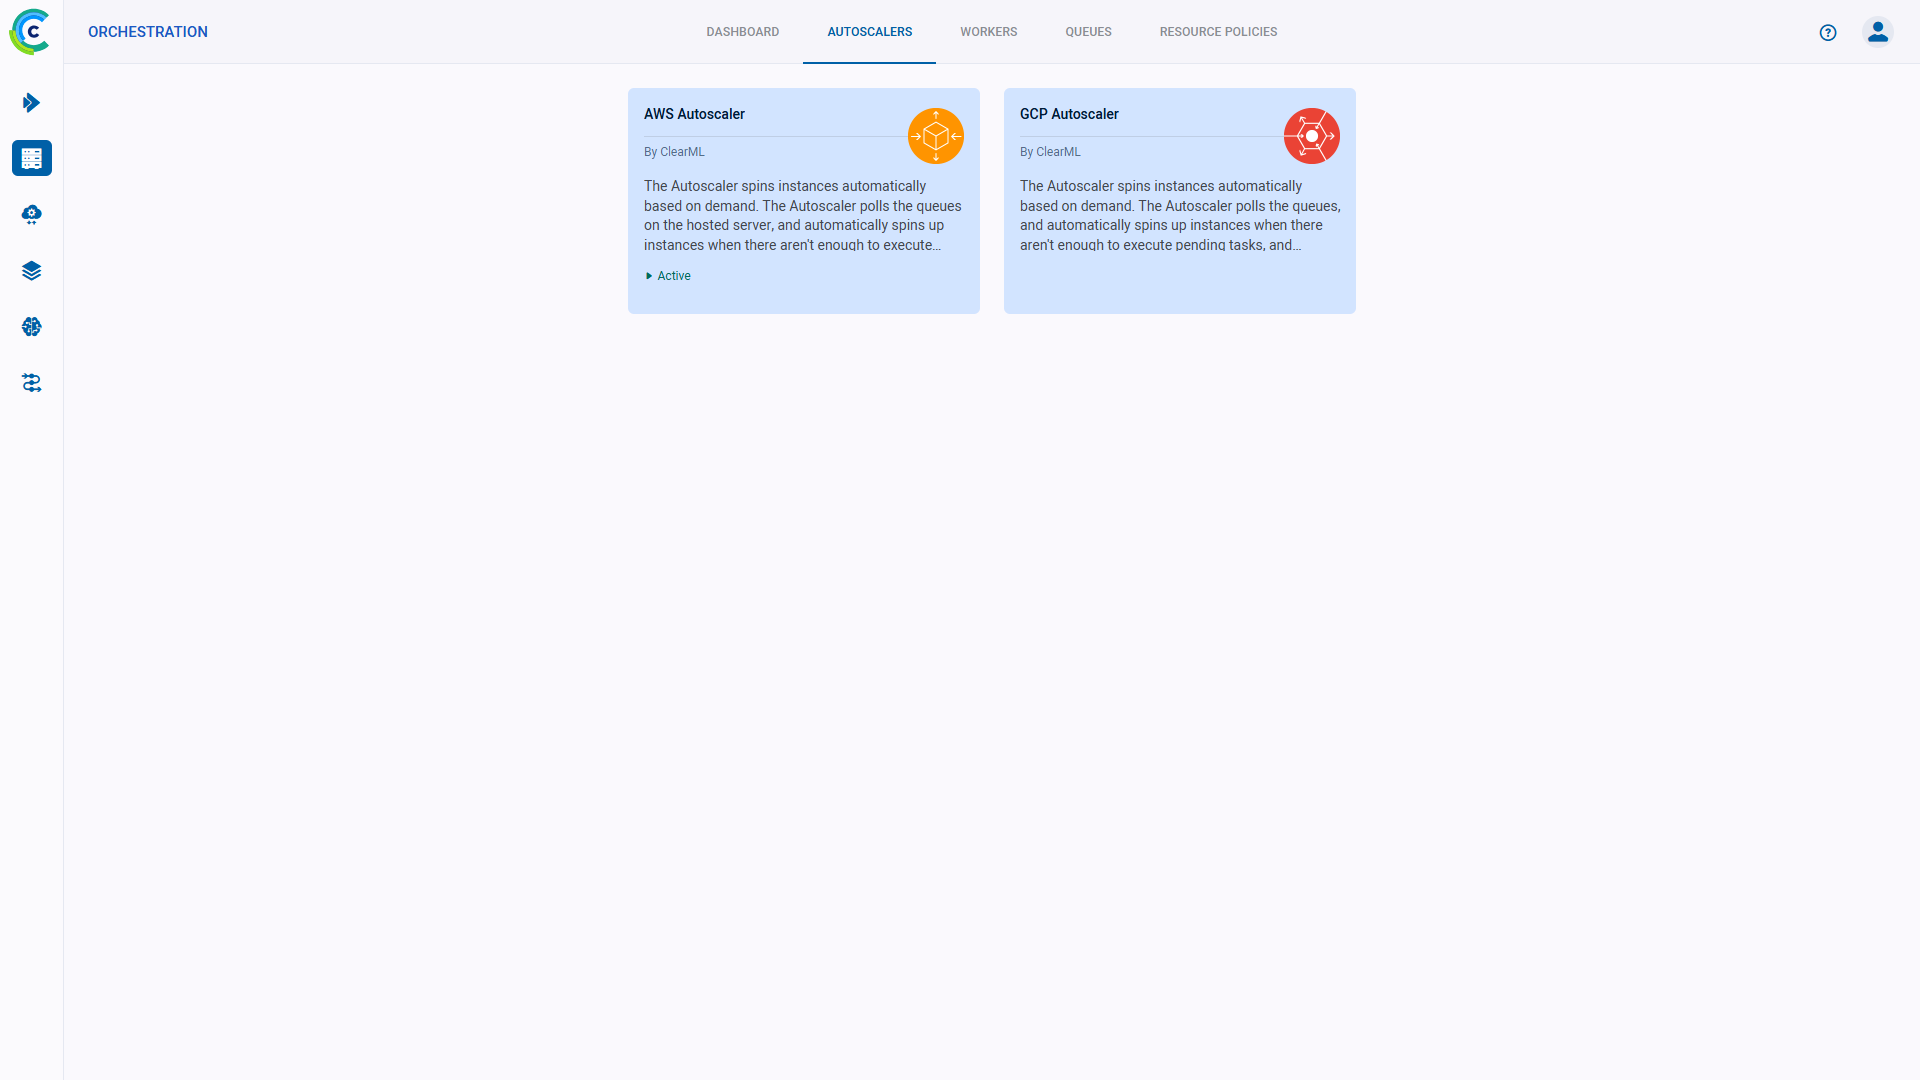 ORCHESTRATION
DASHBOARD
AUTOSCALERS
WORKERS
QUEUES
RESOURCE POLICIES
AWS Autoscaler
By ClearML
The Autoscaler spins instances automatically
based on demand. The Autoscaler polls the queues
on the hosted server, and automatically spins up
instances when there aren't enough to execute...
Active
GCP Autoscaler
By ClearML
The Autoscaler spins instances automatically
based on demand. The Autoscaler polls the queues,
and automatically spins up instances when there
aren't enough to execute pending tasks, and...